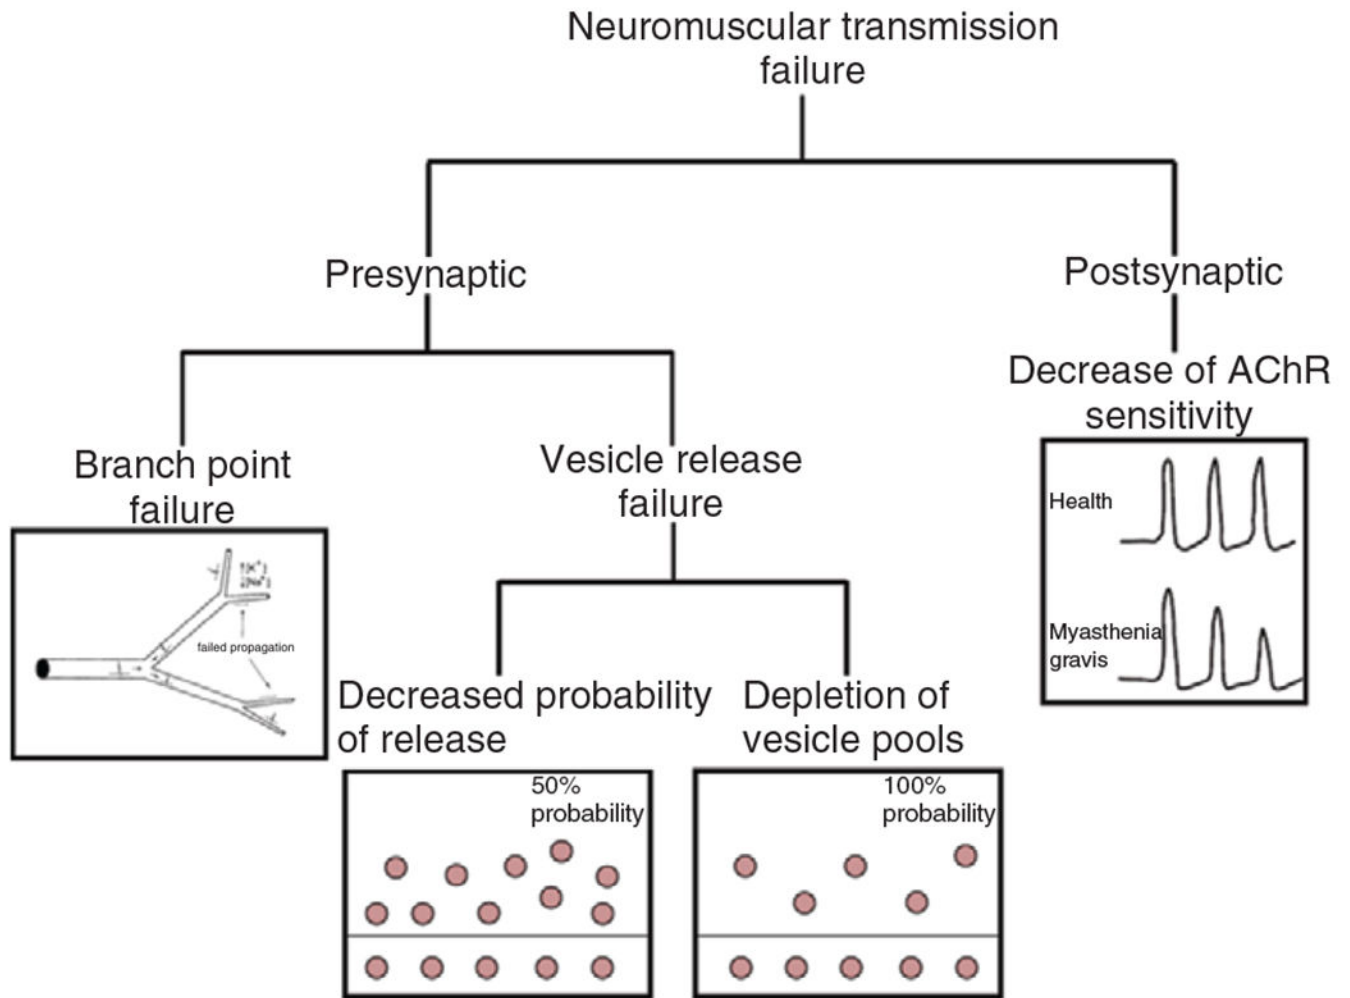 Neuromuscular transmission
failure
Presynaptic
Postsynaptic
Branch point
failure
Vesicle release
failure
Decrease of AChR
sensitivity
failed propagation
Health
Myasthenia
gravis
Decreased probability
of release
Depletion of
vesicle pools
50%
probability
100%
probability